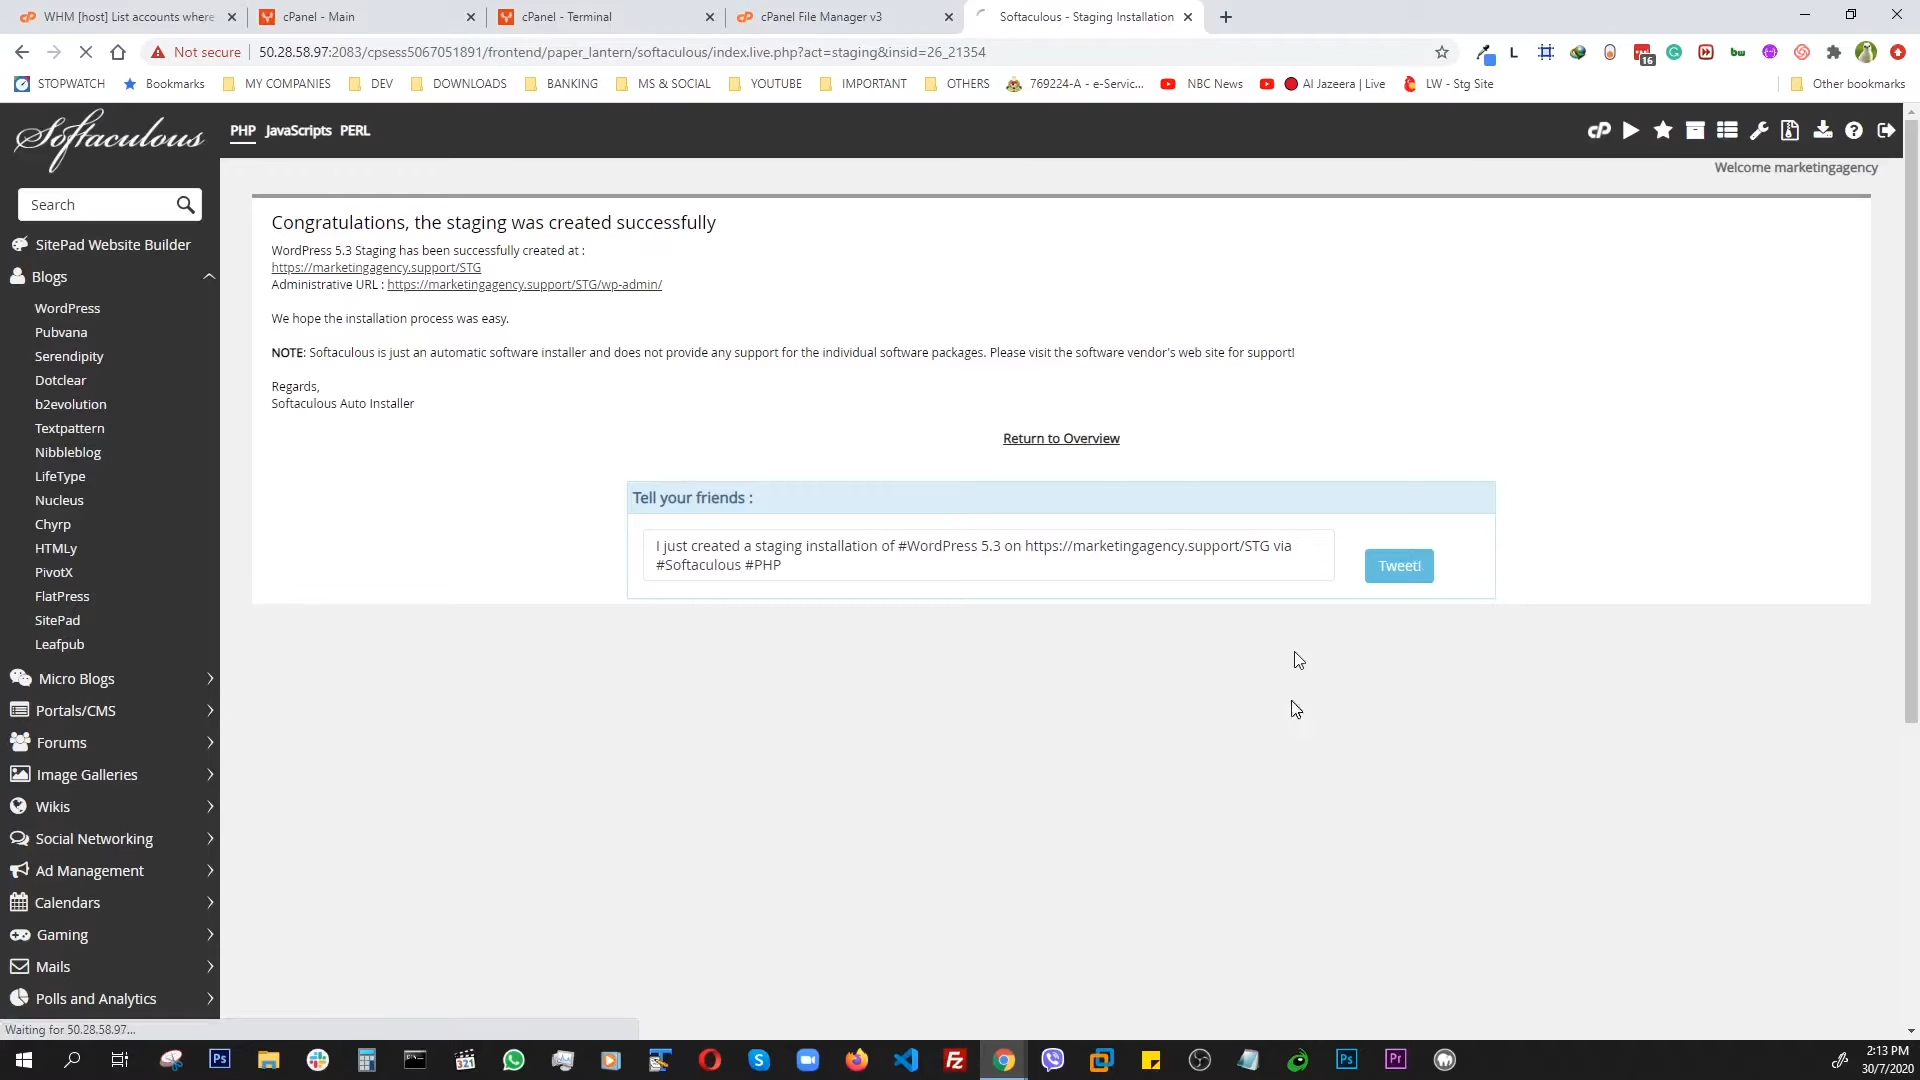 WHM [host] List accounts where
cPanel - Main
cPanel - Terminal
cPanel File Manager v3
Softaculous - Staging Installation
Not secure
50.28.58.97:2083/cpsess5067051891/frontend/paper_lantern/softaculous/index.live.php?act=staging&insid=26_21354
L
16
bw
STOPWATCH
Bookmarks
MY COMPANIES
DEV
DOWNLOADS
BANKING
MS & SOCIAL
YOUTUBE
IMPORTANT
OTHERS
769224-A - e-Servic...
NBC News
Al Jazeera | Live
LW - Stg Site
Other bookmarks
Softaculous
PHP JavaScripts PERL
Welcome marketingagency
Search
SitePad Website Builder
Blogs
WordPress
Pubvana
Serendipity
Dotclear
b2evolution
Textpattern
Nibbleblog
LifeType
Nucleus
Chyrp
HTMLy
PivotX
FlatPress
SitePad
Leafpub
Micro Blogs
Portals/CMS
Forums
Image Galleries
Wikis
Social Networking
Ad Management
Calendars
Gaming
Mails
Polls and Analytics
Congratulations, the staging was created successfully
WordPress 5.3 Staging has been successfully created at :
https://marketingagency.support/STG
Administrative URL : https://marketingagency.support/STG/wp-admin/
We hope the installation process was easy.
NOTE: Softaculous is just an automatic software installer and does not provide any support for the individual software packages. Please visit the software vendor's web site for support!
Regards,
Softaculous Auto Installer
Return to Overview
Tell your friends :
I just created a staging installation of #WordPress 5.3 on https://marketingagency.support/STG via
#Softaculous #PHP
Tweet!
Waiting for 50.28.58.97...
Ps
321
Fz
Ps
Pr
2:13 PM
30/7/2020